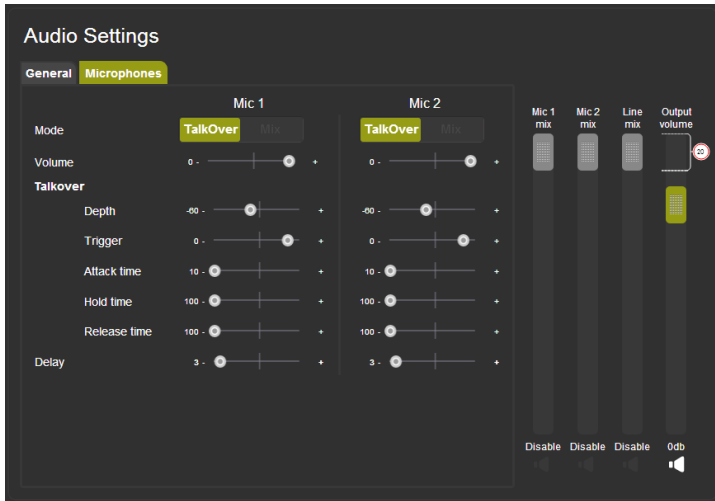 Audio Settings
General Microphones
Mic 1 Mic 2
Mode TalkOver Mix TalkOver Mix
Volume 0 - + 0 - +
Talkover
Depth -60 - + -60 - +
Trigger 0 - + 0 - +
Attack time 10 - + 10 - +
Hold time 100 - + 100 - +
Release time 100 - + 100 - +
Delay 3 - + 3 - +
Mic 1 Mic 2 Line Output
mix mix mix volume
20
Disable Disable Disable 0db